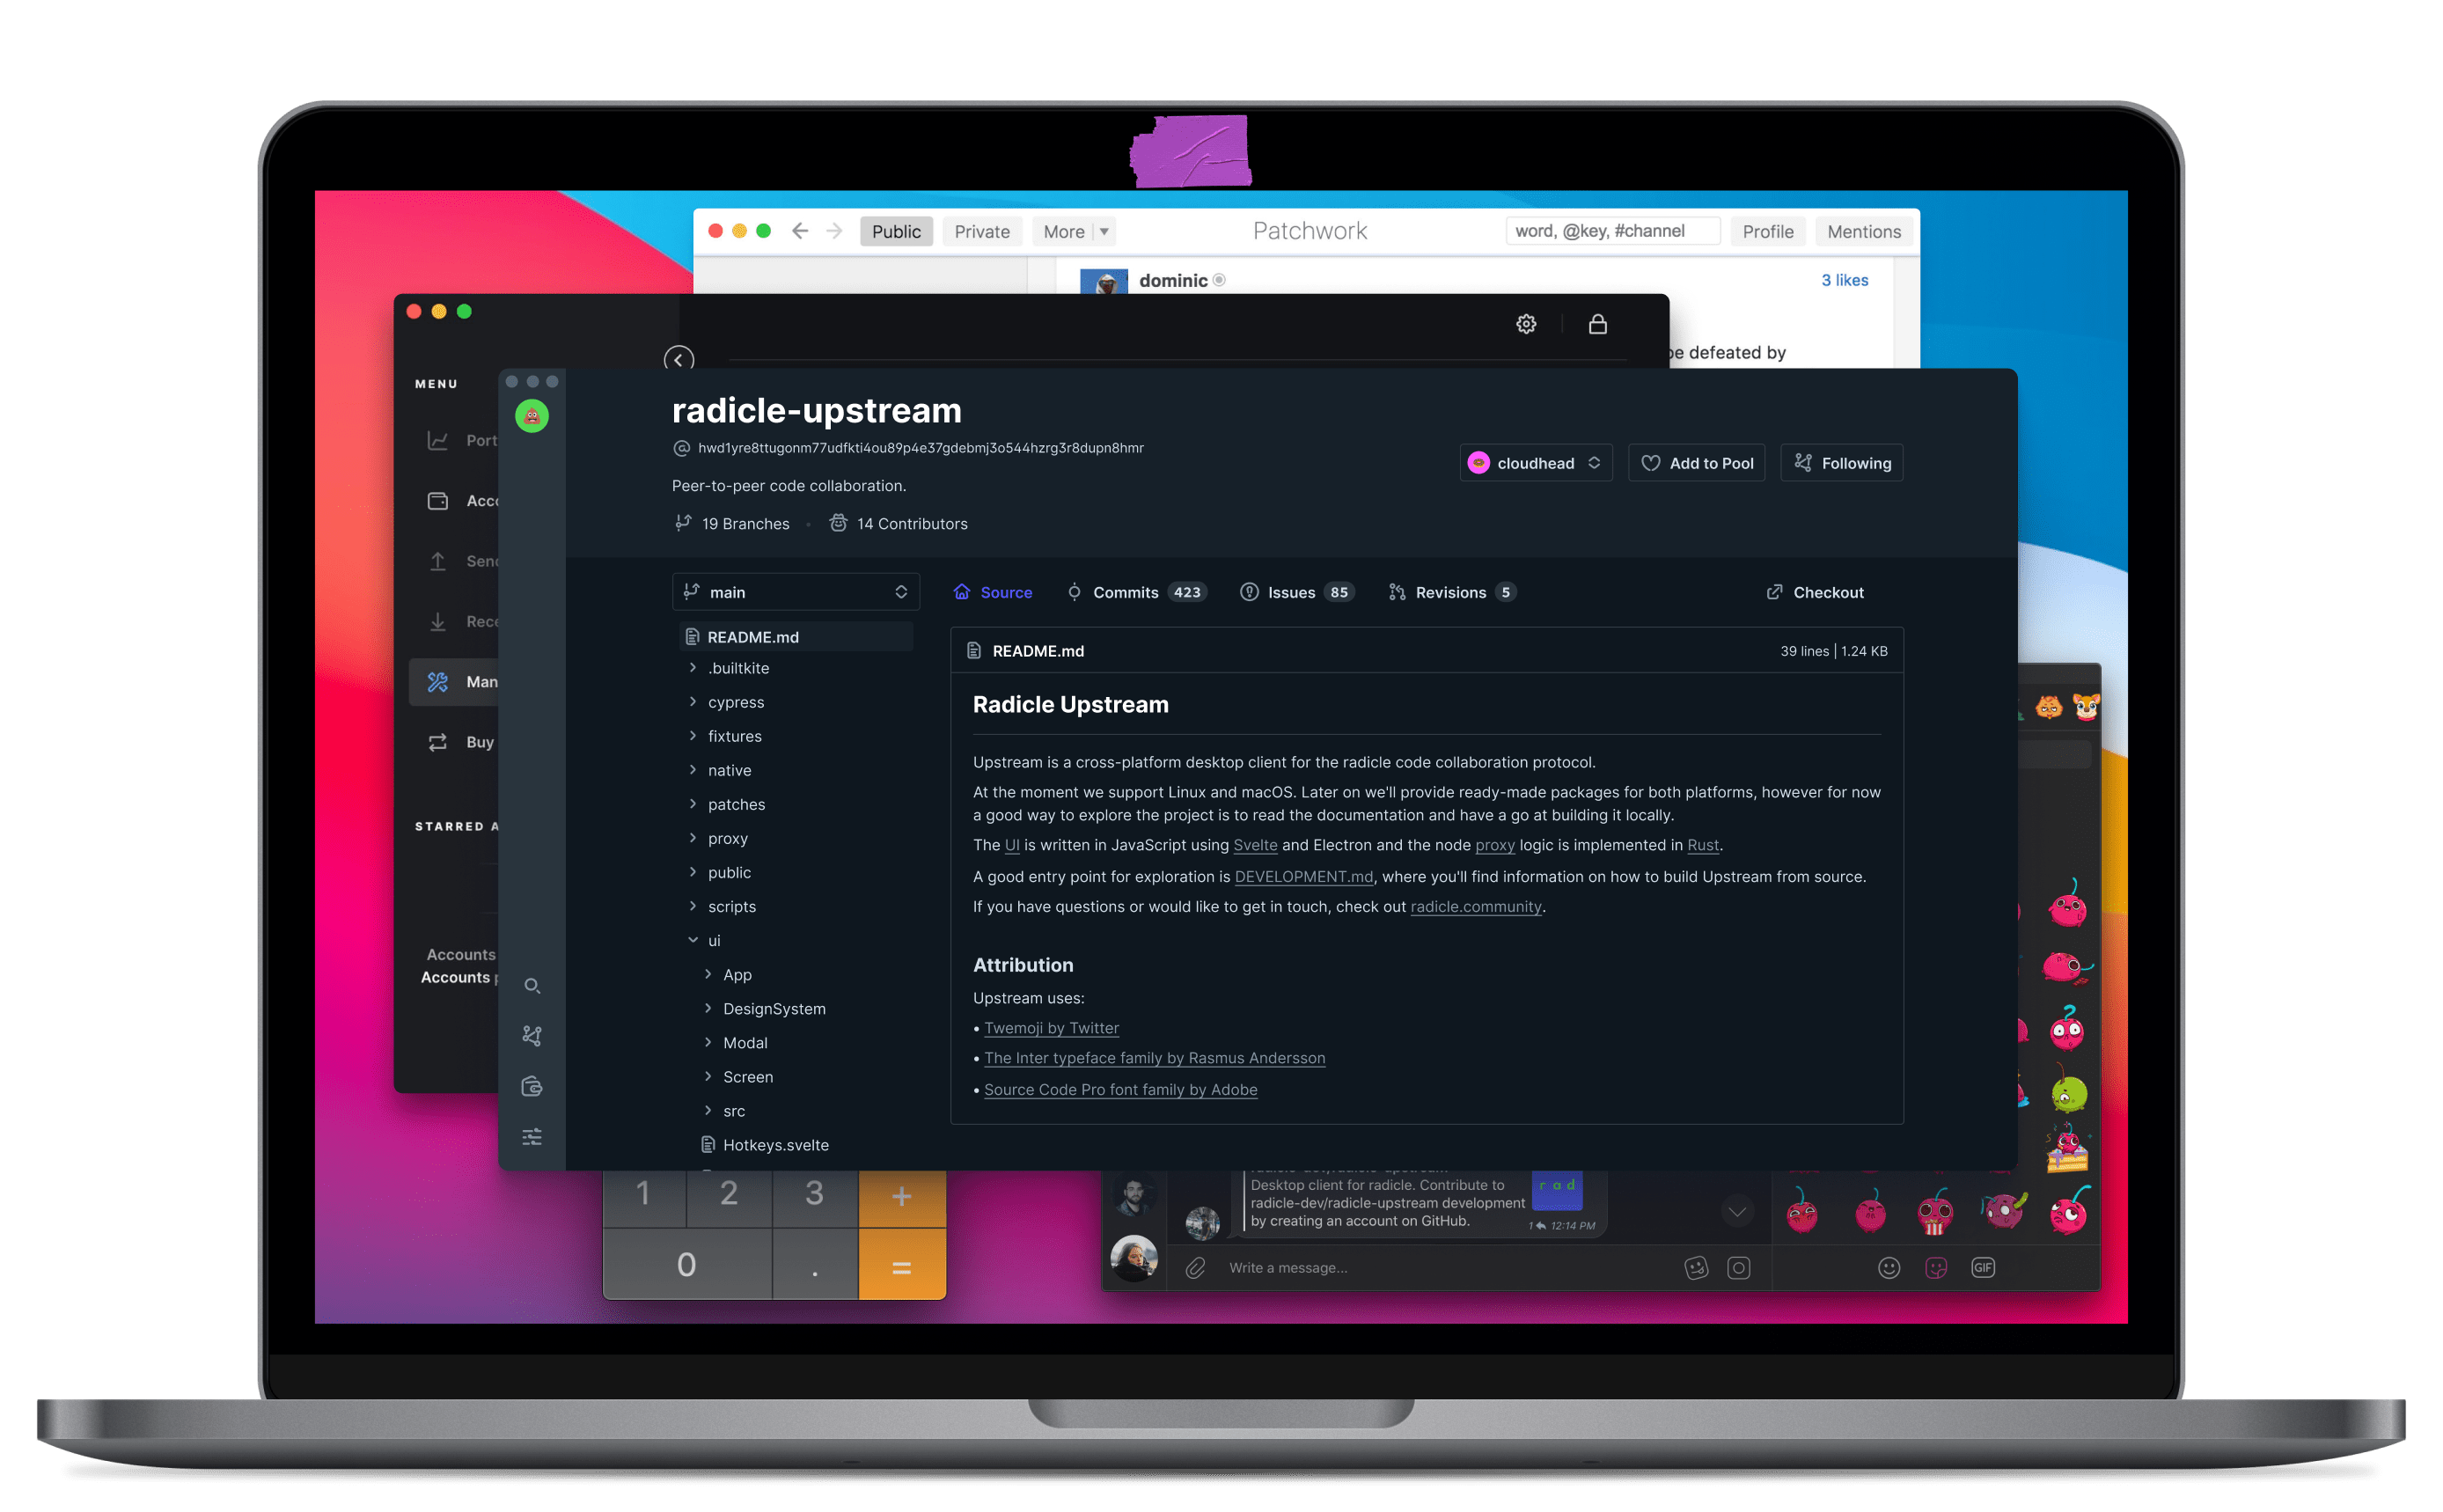 Public
Private
More
Patchwork
word, @key, #channel
Profile
Mentions
dominic
3 likes
be defeated by
MENU
Buy
STARRED
Accounts
Accounts
radicle-upstream
hwd1yre8ttugonm77udfkti4ou89p4e37gdebmj3o544hzrg3r8dupn8hmr
Peer-to-peer code collaboration.
19 Branches
14 Contributors
cloudhead
Add to Pool
Following
main
Source
Commits 423
Issues 85
Revisions 5
Checkout
README.md
.builtkite
cypress
fixtures
native
patches
proxy
public
scripts
ui
App
DesignSystem
Modal
Screen
src
Hotkeys.svelte
README.md
39 lines | 1.24 KB
Radicle Upstream
Upstream is a cross-platform desktop client for the radicle code collaboration protocol.
At the moment we support Linux and macOS. Later on we'll provide ready-made packages for both platforms, however for now
a good way to explore the project is to read the documentation and have a go at building it locally.
The UI is written in JavaScript using Svelte and Electron and the node proxy logic is implemented in Rust.
A good entry point for exploration is DEVELOPMENT.md, where you'll find information on how to build Upstream from source.
If you have questions or would like to get in touch, check out radicle.community.
Attribution
Upstream uses:
• Twemoji by Twitter
• The Inter typeface family by Rasmus Andersson
• Source Code Pro font family by Adobe
1 2 3 +
0 . =
Desktop client for radicle. Contribute to
radicle-dev/radicle-upstream development
by creating an account on GitHub.
rad
1 12:14 PM
Write a message...
GIF